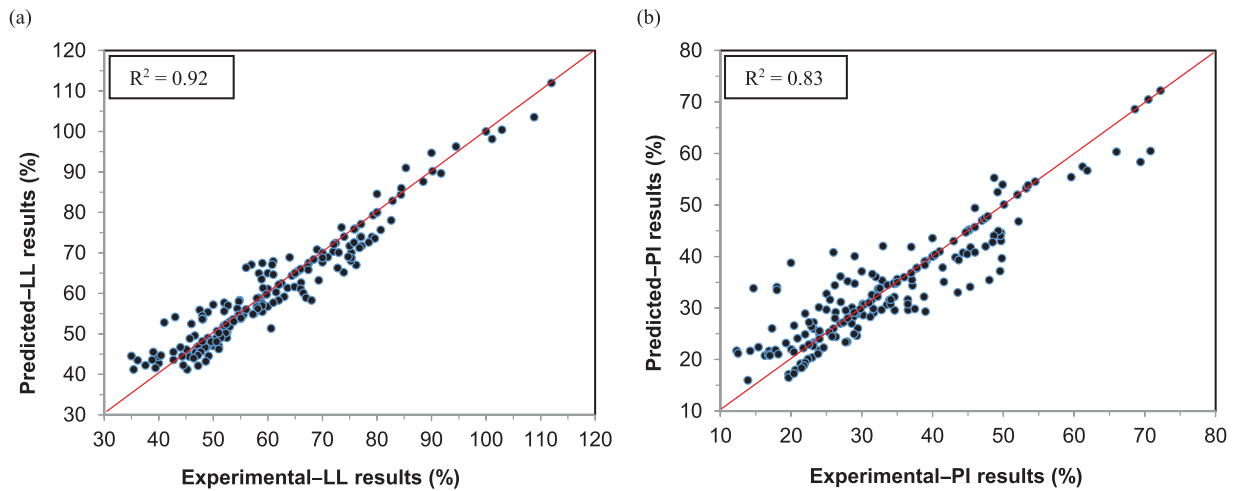 (a)
R² = 0.92
120
110
100
90
80
70
60
50
40
30
Predicted–LL results (%)
30 40 50 60 70 80 90 100 110 120
Experimental–LL results (%)
(b)
R² = 0.83
80
70
60
50
40
30
20
10
Predicted–PI results (%)
10 20 30 40 50 60 70 80
Experimental–PI results (%)